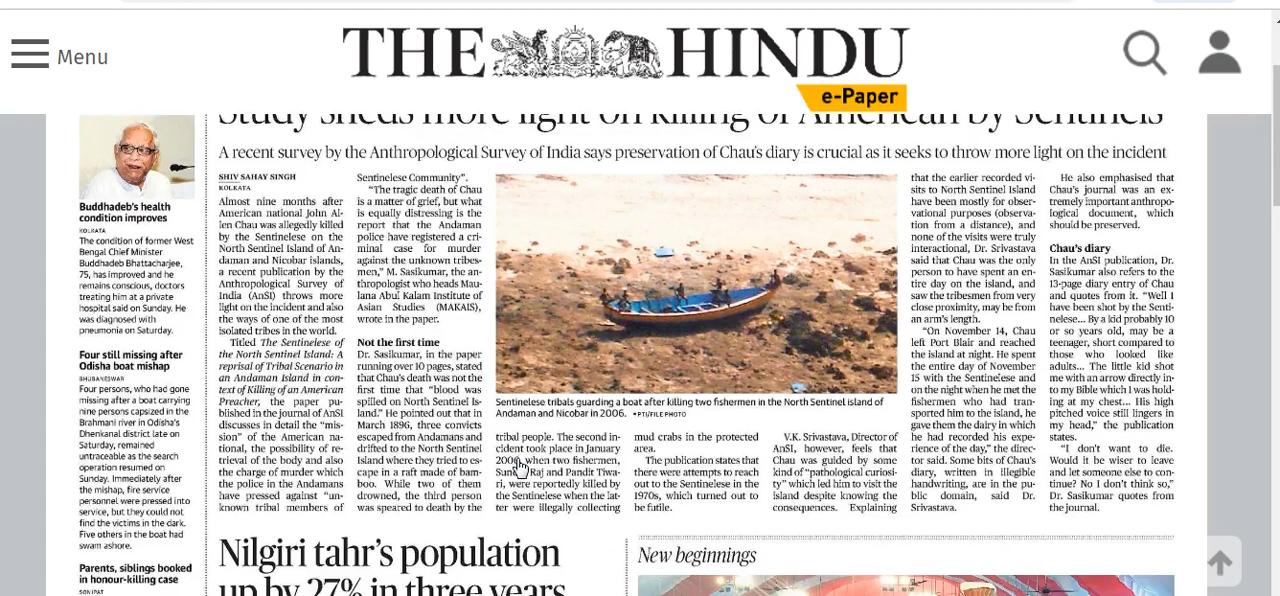 Menu
THE HINDU
e-Paper
Study sheds more light on killing of American by Sentinels
A recent survey by the Anthropological Survey of India says preservation of Chau's diary is crucial as it seeks to throw more light on the incident
Buddhadeb's health
condition improves
KOLKATA
The condition of former West
Bengal Chief Minister
Buddhadeb Bhattacharjee,
75, has improved and he
remains conscious, doctors
treating him at a private
hospital said on Sunday. He
was diagnosed with
pneumonia on Saturday.
Four still missing after
Odisha boat mishap
BHUBANESWAR
Four persons, who had gone
missing after a boat carrying
nine persons capsized in the
Brahmani river in Odisha's
Dhenkanal district late on
Saturday, remained
untraceable as the search
operation resumed on
Sunday. Immediately after
the mishap, fire service
personnel were pressed into
service, but they could not
find the victims in the dark.
Five others in the boat had
swam ashore.
Parents, siblings booked
in honour-killing case
SONIPAT
SHIV SAHAY SINGH
KOLKATA
Almost nine months after
American national John Al-
len Chau was allegedly killed
by the Sentinelese on the
North Sentinel Island of An-
daman and Nicobar islands,
a recent publication by the
Anthropological Survey of
India (AnSI) throws more
light on the incident and also
the ways of one of the most
isolated tribes in the world.
Titled The Sentinelese of
the North Sentinel Island: A
reprisal of Tribal Scenario in
an Andaman Island in con-
text of Killing of an American
Preacher, the paper pu-
blished in the journal of AnSI
discusses in detail the “mis-
sion” of the American na-
tional, the possibility of re-
trieval of the body and also
the charge of murder which
the police in the Andamans
have pressed against “un-
known tribal members of
Sentinelese Community”.
“The tragic death of Chau
is a matter of grief, but what
is equally distressing is the
report that the Andaman
police have registered a cri-
minal case for murder
against the unknown tribes-
men,” M. Sasikumar, the an-
thropologist who heads Mau-
lana Abul Kalam Institute of
Asian Studies (MAKAIS),
wrote in the paper.
Not the first time
Dr. Sasikumar, in the paper
running over 10 pages, stated
that Chau's death was not the
first time that “blood was
spilled on North Sentinel Is-
land.” He pointed out that in
March 1896, three convicts
escaped from Andamans and
drifted to the North Sentinel
Island where they tried to es-
cape in a raft made of bam-
boo. While two of them
drowned, the third person
was speared to death by the
Sentinelese tribals guarding a boat after killing two fishermen in the North Sentinel island of
Andaman and Nicobar in 2006. •PTI/FILE PHOTO
tribal people. The second in-
cident took place in January
2006, when two fishermen,
Raj and Pandit Tiwa-
ri, were reportedly killed by
the Sentinelese when the lat-
ter were illegally collecting
mud crabs in the protected
area.
The publication states that
there were attempts to reach
out to the Sentinelese in the
1970s, which turned out to
be futile.
V.K. Srivastava, Director of
AnSI, however, feels that
Chau was guided by some
kind of “pathological curiosi-
ty” which led him to visit the
island despite knowing the
consequences. Explaining
that the earlier recorded vi-
sits to North Sentinel Island
have been mostly for obser-
vational purposes (observa-
tion from a distance), and
none of the visits were truly
interactional, Dr. Srivastava
said that Chau was the only
person to have spent an en-
tire day on the island, and
saw the tribesmen from very
close proximity, may be from
an arm's length.
“On November 14, Chau
left Port Blair and reached
the island at night. He spent
the entire day of November
15 with the Sentinelese and
on the night when he met the
fishermen who had tran-
sported him to the island, he
gave them the dairy in which
he had recorded his expe-
rience of the day,” the direc-
tor said. Some bits of Chau's
diary, written in illegible
handwriting, are in the pu-
blic domain, said Dr.
Srivastava.
He also emphasised that
Chau's journal was an ex-
tremely important anthropo-
logical document, which
should be preserved.
Chau's diary
In the AnSI publication, Dr.
Sasikumar also refers to the
13-page diary entry of Chau
and quotes from it. “Well I
have been shot by the Senti-
nelese... By a kid probably 10
or so years old, may be a
teenager, short compared to
those who looked like
adults... The little kid shot
me with an arrow directly in-
to my Bible which I was hold-
ing at my chest... His high
pitched voice still lingers in
my head,” the publication
states.
“I don't want to die.
Would it be wiser to leave
and let someone else to con-
tinue? No I don't think so,”
Dr. Sasikumar quotes from
the journal.
Nilgiri tahr's population
up by 27% in three years
New beginnings